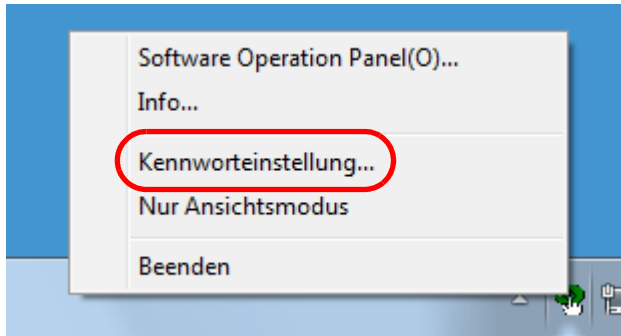 Software Operation Panel(O)...
Info...
Kennworteinstellung...
Nur Ansichtsmodus
Beenden